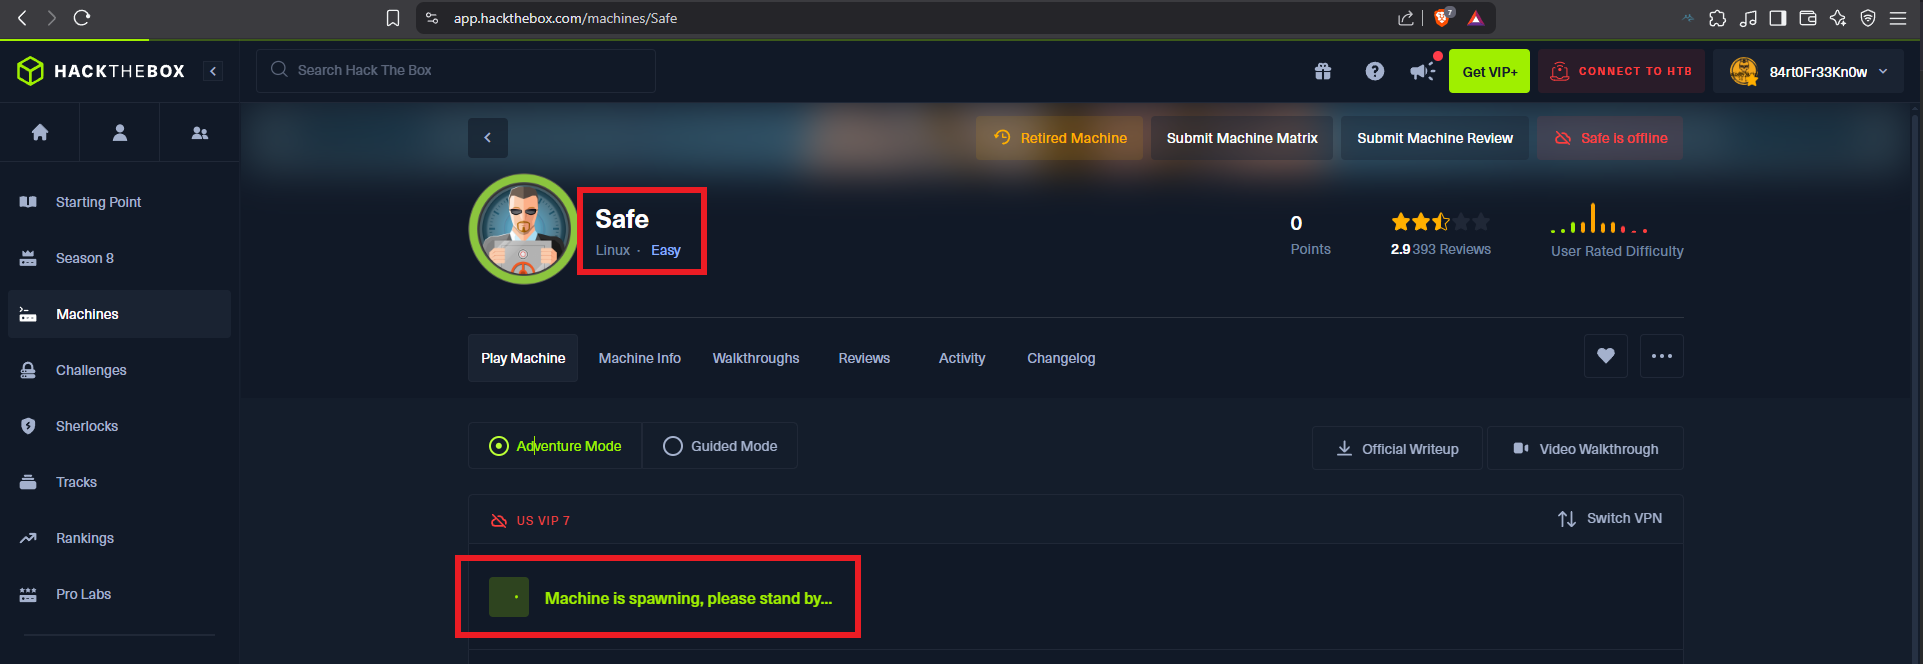 app.hackthebox.com/machines/Safe
7
HACKTHEBOX
Search Hack The Box
Get VIP+
CONNECT TO HTB
84rt0Fr33Kn0w
Retired Machine
Submit Machine Matrix
Submit Machine Review
Safe is offline
Starting Point
Season 8
Machines
Challenges
Sherlocks
Tracks
Rankings
Pro Labs
Safe
Linux · Easy
0
Points
2.9 393 Reviews
User Rated Difficulty
Play Machine
Machine Info
Walkthroughs
Reviews
Activity
Changelog
Adventure Mode
Guided Mode
Official Writeup
Video Walkthrough
US VIP 7
Switch VPN
Machine is spawning, please stand by...